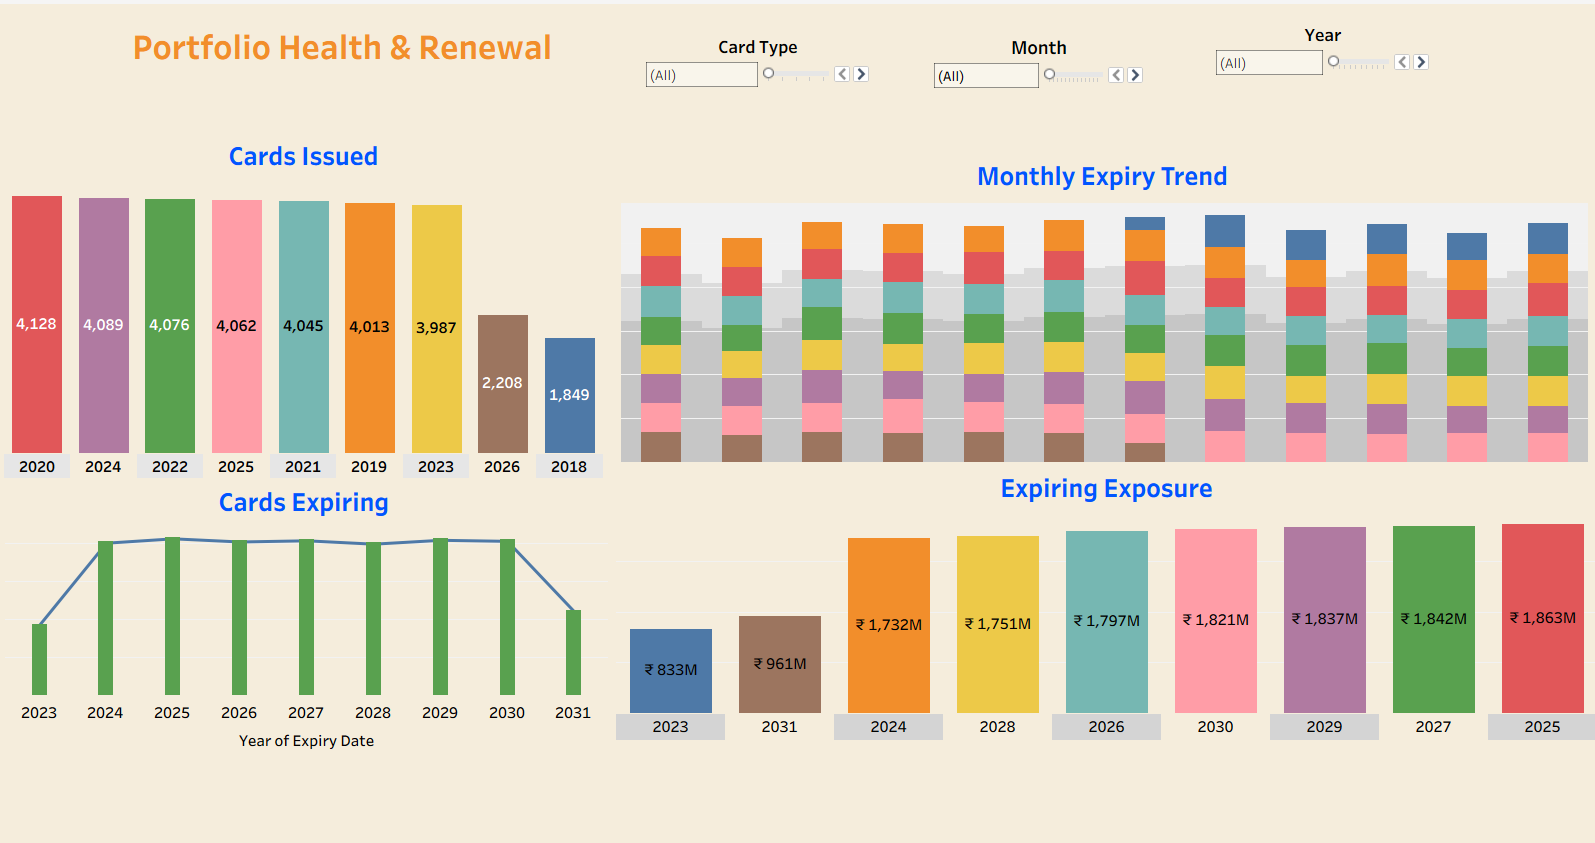 Portfolio Health & Renewal
Card Type
(All)
Month
(All)
Year
(All)
Cards Issued
4,128
4,089
4,076
4,062
4,045
4,013
3,987
2,208
1,849
2020
2024
2022
2025
2021
2019
2023
2026
2018
Monthly Expiry Trend
Cards Expiring
2023
2024
2025
2026
2027
2028
2029
2030
2031
Year of Expiry Date
Expiring Exposure
₹ 833M
₹ 961M
₹ 1,732M
₹ 1,751M
₹ 1,797M
₹ 1,821M
₹ 1,837M
₹ 1,842M
₹ 1,863M
2023
2031
2024
2028
2026
2030
2029
2027
2025